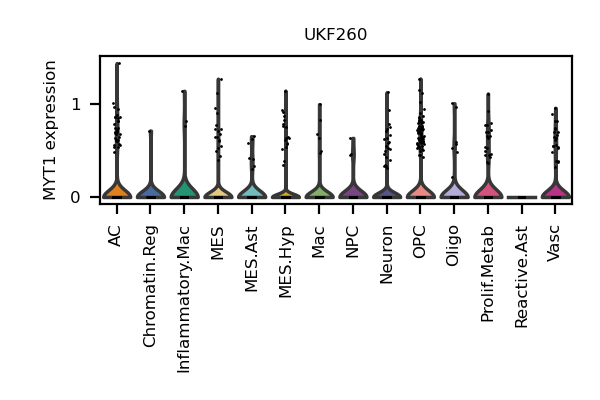 UKF260
MYT1 expression
1
0
AC
Chromatin.Reg
Inflammatory.Mac
MES
MES.Ast
MES.Hyp
Mac
NPC
Neuron
OPC
Oligo
Prolif.Metab
Reactive.Ast
Vasc